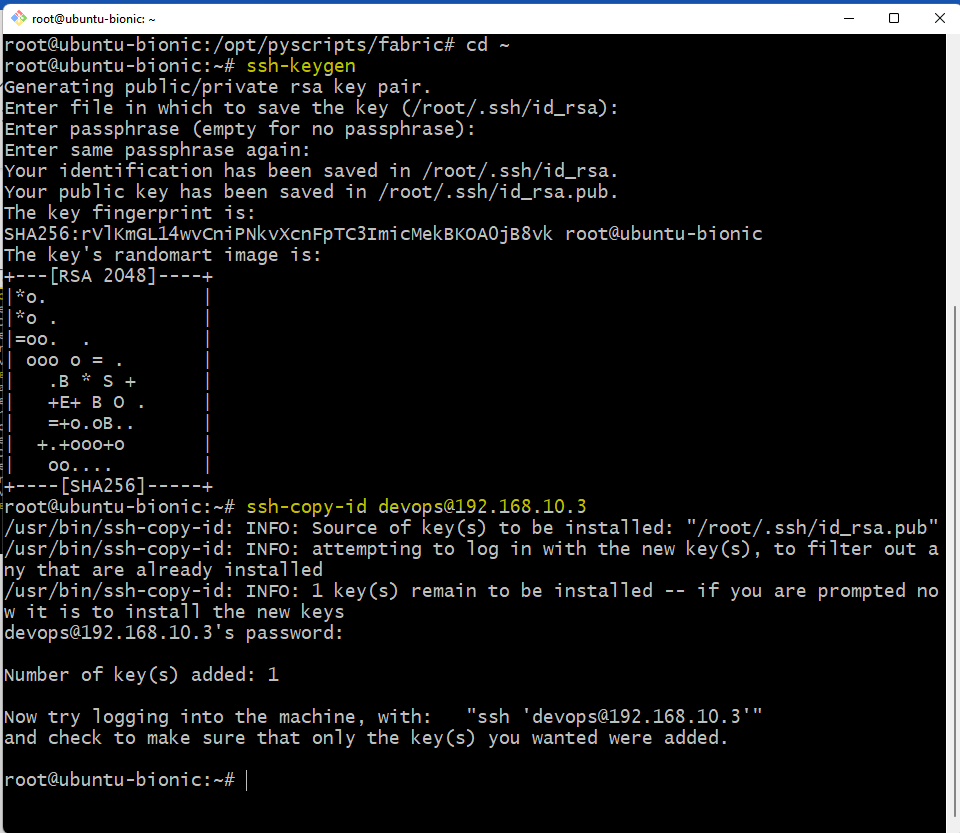 root@ubuntu-bionic: ~
root@ubuntu-bionic:/opt/pyscripts/fabric# cd ~
root@ubuntu-bionic:~# ssh-keygen
Generating public/private rsa key pair.
Enter file in which to save the key (/root/.ssh/id_rsa):
Enter passphrase (empty for no passphrase):
Enter same passphrase again:
Your identification has been saved in /root/.ssh/id_rsa.
Your public key has been saved in /root/.ssh/id_rsa.pub.
The key fingerprint is:
SHA256:rVlKmGL14wvCniPNkvXcnFpTC3ImicMekBKOA0jB8vk root@ubuntu-bionic
The key's randomart image is:
+---[RSA 2048]----+
|*o.              |
|*o .             |
|=oo.  .          |
| ooo o = .       |
|   .B * S +      |
|   +E+ B O .     |
|   =+o.oB..      |
|  +.+ooo+o       |
|   oo....        |
+----[SHA256]-----+
root@ubuntu-bionic:~# ssh-copy-id devops@192.168.10.3
/usr/bin/ssh-copy-id: INFO: Source of key(s) to be installed: "/root/.ssh/id_rsa.pub"
/usr/bin/ssh-copy-id: INFO: attempting to log in with the new key(s), to filter out a
ny that are already installed
/usr/bin/ssh-copy-id: INFO: 1 key(s) remain to be installed -- if you are prompted no
w it is to install the new keys
devops@192.168.10.3's password:
Number of key(s) added: 1
Now try logging into the machine, with:   "ssh 'devops@192.168.10.3'"
and check to make sure that only the key(s) you wanted were added.
root@ubuntu-bionic:~#